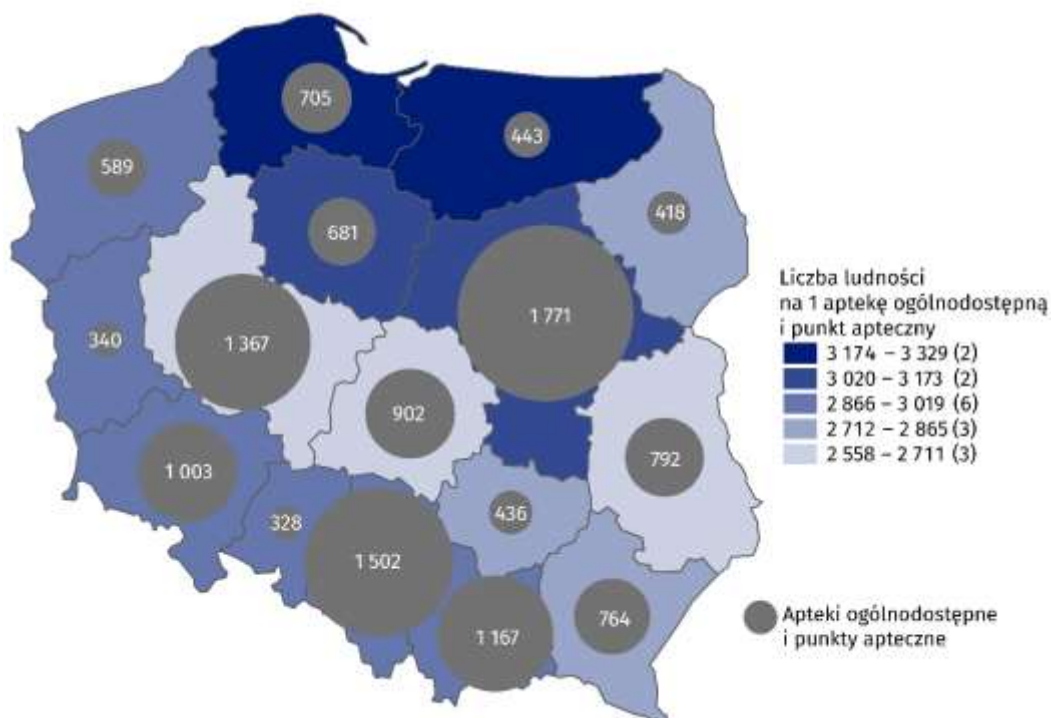 705
443
589
418
681
1 771
340
1 367
902
792
1 003
436
328
1 502
764
1 167
Liczba ludności
na 1 aptekę ogólnodostępną
i punkt apteczny
3 174 – 3 329 (2)
3 020 – 3 173 (2)
2 866 – 3 019 (6)
2 712 – 2 865 (3)
2 558 – 2 711 (3)
Apteki ogólnodostępne
i punkty apteczne